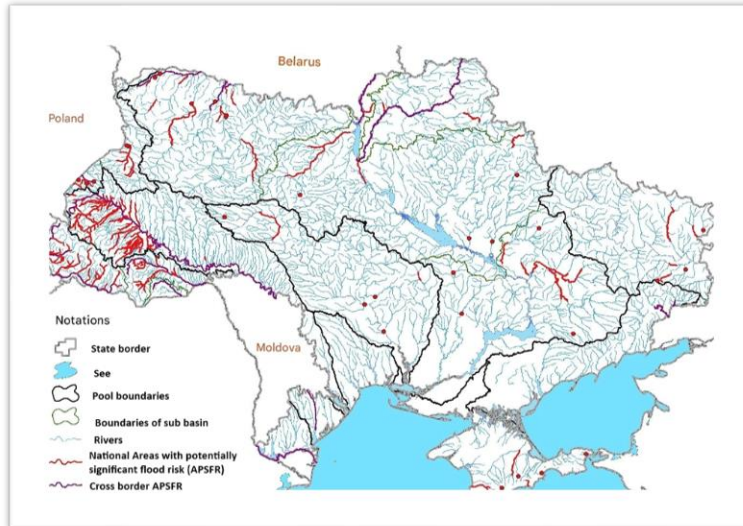 Belarus
Poland
Moldova
Notations
State border
See
Pool boundaries
Boundaries of sub basin
Rivers
National Areas with potentially
significant flood risk (APSFR)
Cross border APSFR